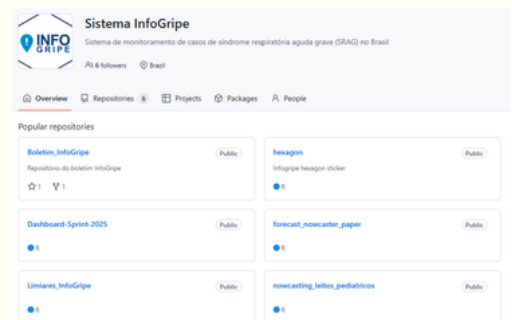 INFO
GRIPE
Sistema InfoGripe
Sistema de monitoramento de casos de síndrome respiratória aguda grave (SRAG) no Brasil
6 followers Brazil
Overview Repositories 6 Projects Packages People
Popular repositories
Boletim_InfoGripe Public
Repositório do boletim InfoGripe
1 1
hexagon Public
Infogripe hexagon sticker
R
Dashboard-Sprint-2025 Public
R
forecast_nowcaster_paper Public
R
Limiares_InfoGripe Public
R
nowcasting_leitos_pediatricos Public
R